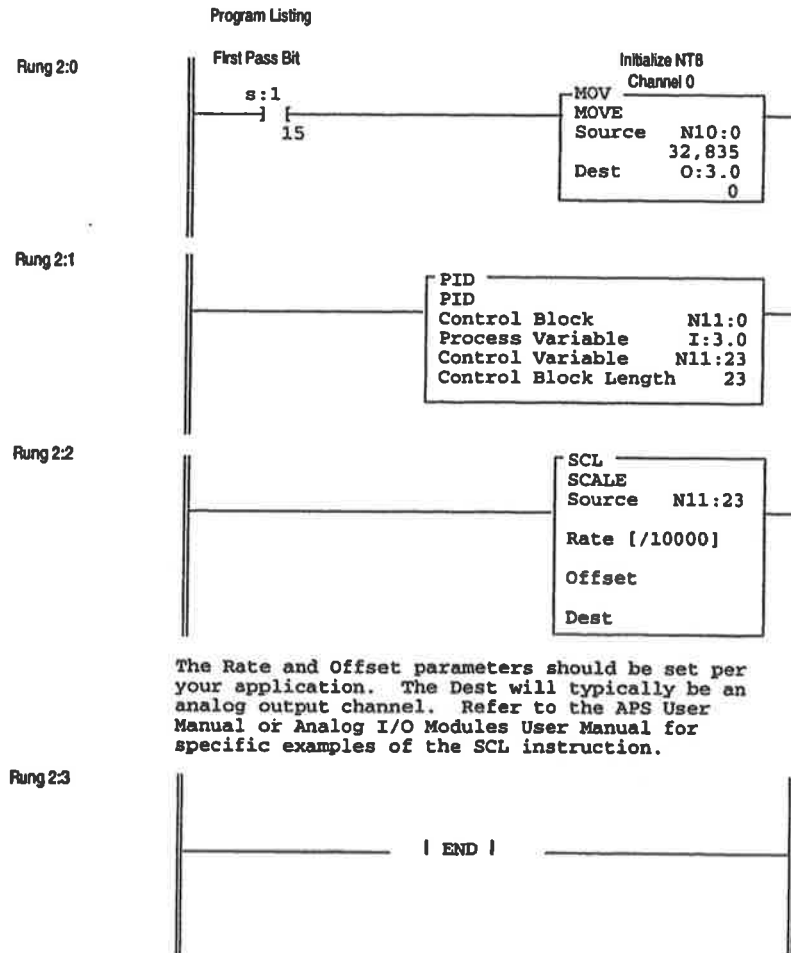 Program Listing
Rung 2:0
First Pass Bit
Initialize NT8
Channel 0
s:1
] [
15
MOV
MOVE
Source N10:0
32,835
Dest O:3.0
0
Rung 2:1
PID
PID
Control Block N11:0
Process Variable I:3.0
Control Variable N11:23
Control Block Length 23
Rung 2:2
SCL
SCALE
Source N11:23
Rate [/10000]
Offset
Dest
The Rate and Offset parameters should be set per
your application. The Dest will typically be an
analog output channel. Refer to the APS User
Manual or Analog I/O Modules User Manual for
specific examples of the SCL instruction.
Rung 2:3
| END |